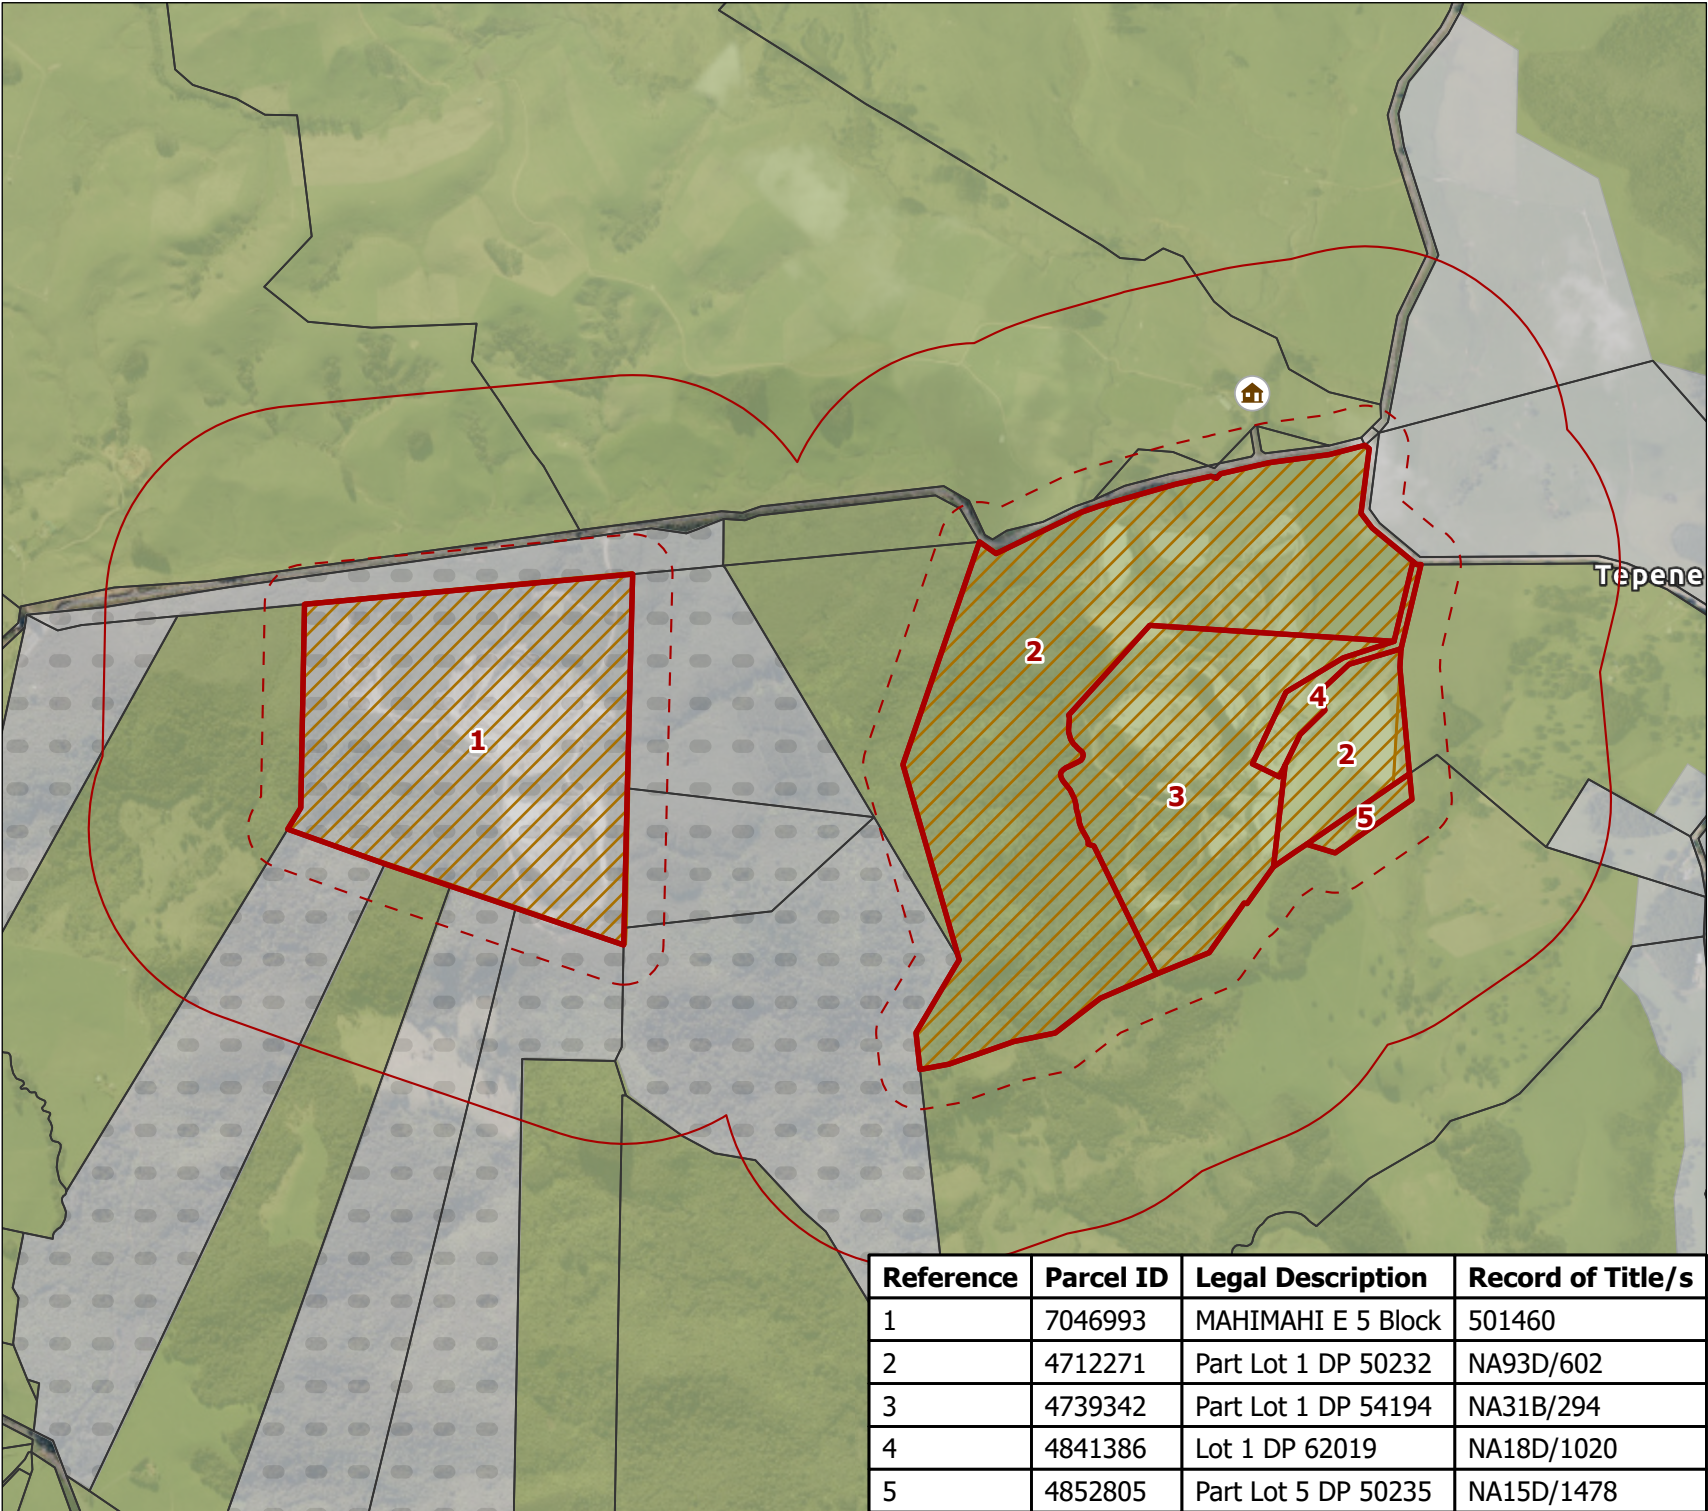 Tepene
2
4
1
2
3
5
Reference Parcel ID Legal Description Record of Title/s
1 7046993 MAHIMAHI E 5 Block 501460
2 4712271 Part Lot 1 DP 50232 NA93D/602
3 4739342 Part Lot 1 DP 54194 NA31B/294
4 4841386 Lot 1 DP 62019 NA18D/1020
5 4852805 Part Lot 5 DP 50235 NA15D/1478